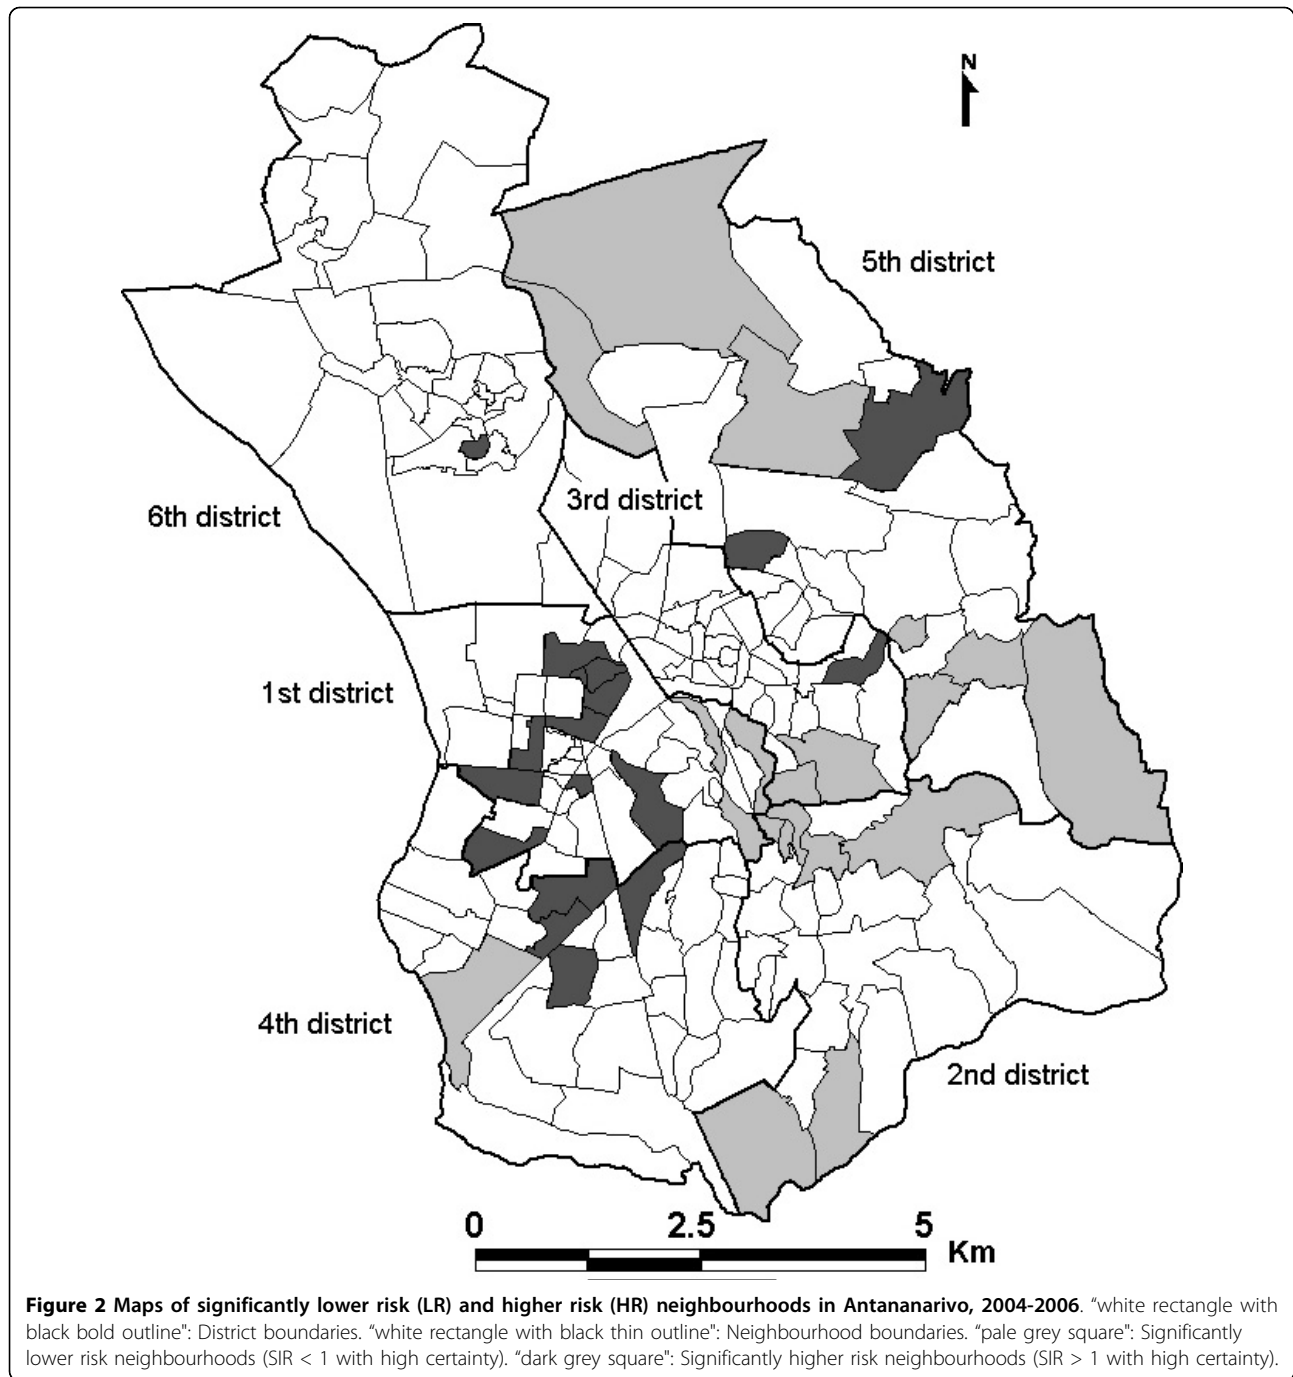 N
5th district
3rd district
6th district
1st district
4th district
2nd district
0 2.5 5
Km
Figure 2 Maps of significantly lower risk (LR) and higher risk (HR) neighbourhoods in Antananarivo, 2004-2006. “white rectangle with
black bold outline": District boundaries. “white rectangle with black thin outline": Neighbourhood boundaries. “pale grey square": Significantly
lower risk neighbourhoods (SIR < 1 with high certainty). “dark grey square": Significantly higher risk neighbourhoods (SIR > 1 with high certainty).